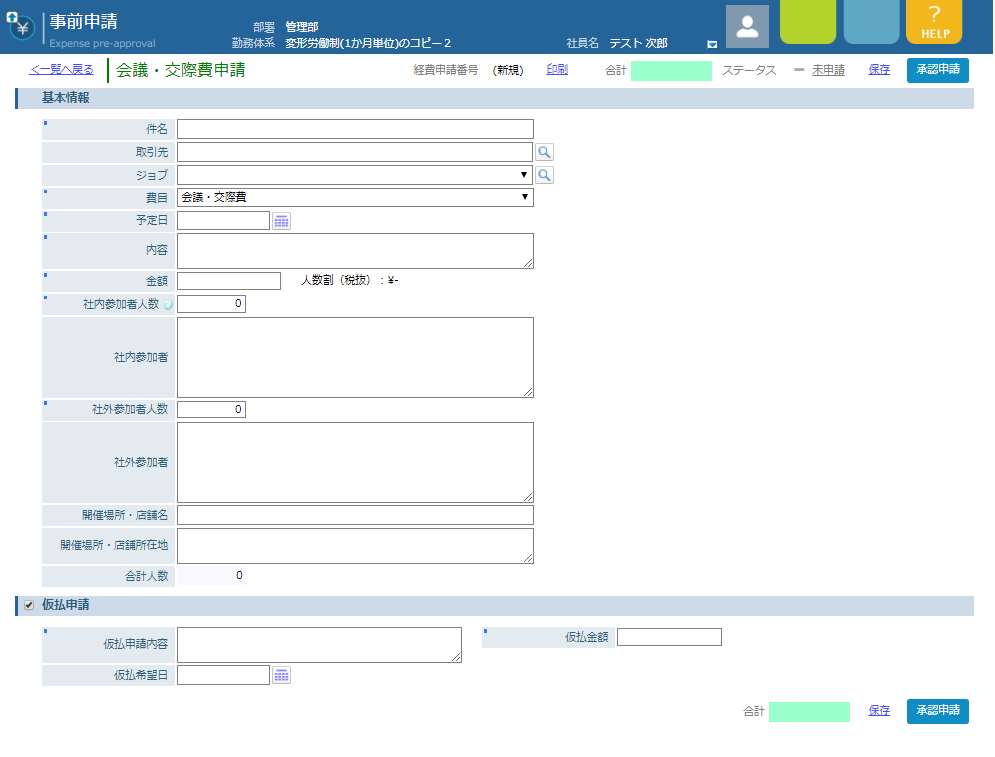 事前申請
Expense pre-approval
部署 管理部
勤務体系 変形労働制(1か月単位)のコピー２
社員名 テスト 次郎
?
HELP
<一覧へ戻る
会議・交際費申請
経費申請番号 (新規) 印刷 合計 ステータス ー 未申請 保存 承認申請
基本情報
件名
取引先
ジョブ
費目 会議・交際費
予定日
内容
金額 人数割（税抜）：¥-
社内参加者人数 0
社内参加者
社外参加者人数 0
社外参加者
開催場所・店舗名
開催場所・店舗所在地
合計人数 0
仮払申請
仮払申請内容 仮払金額
仮払希望日
合計 保存 承認申請